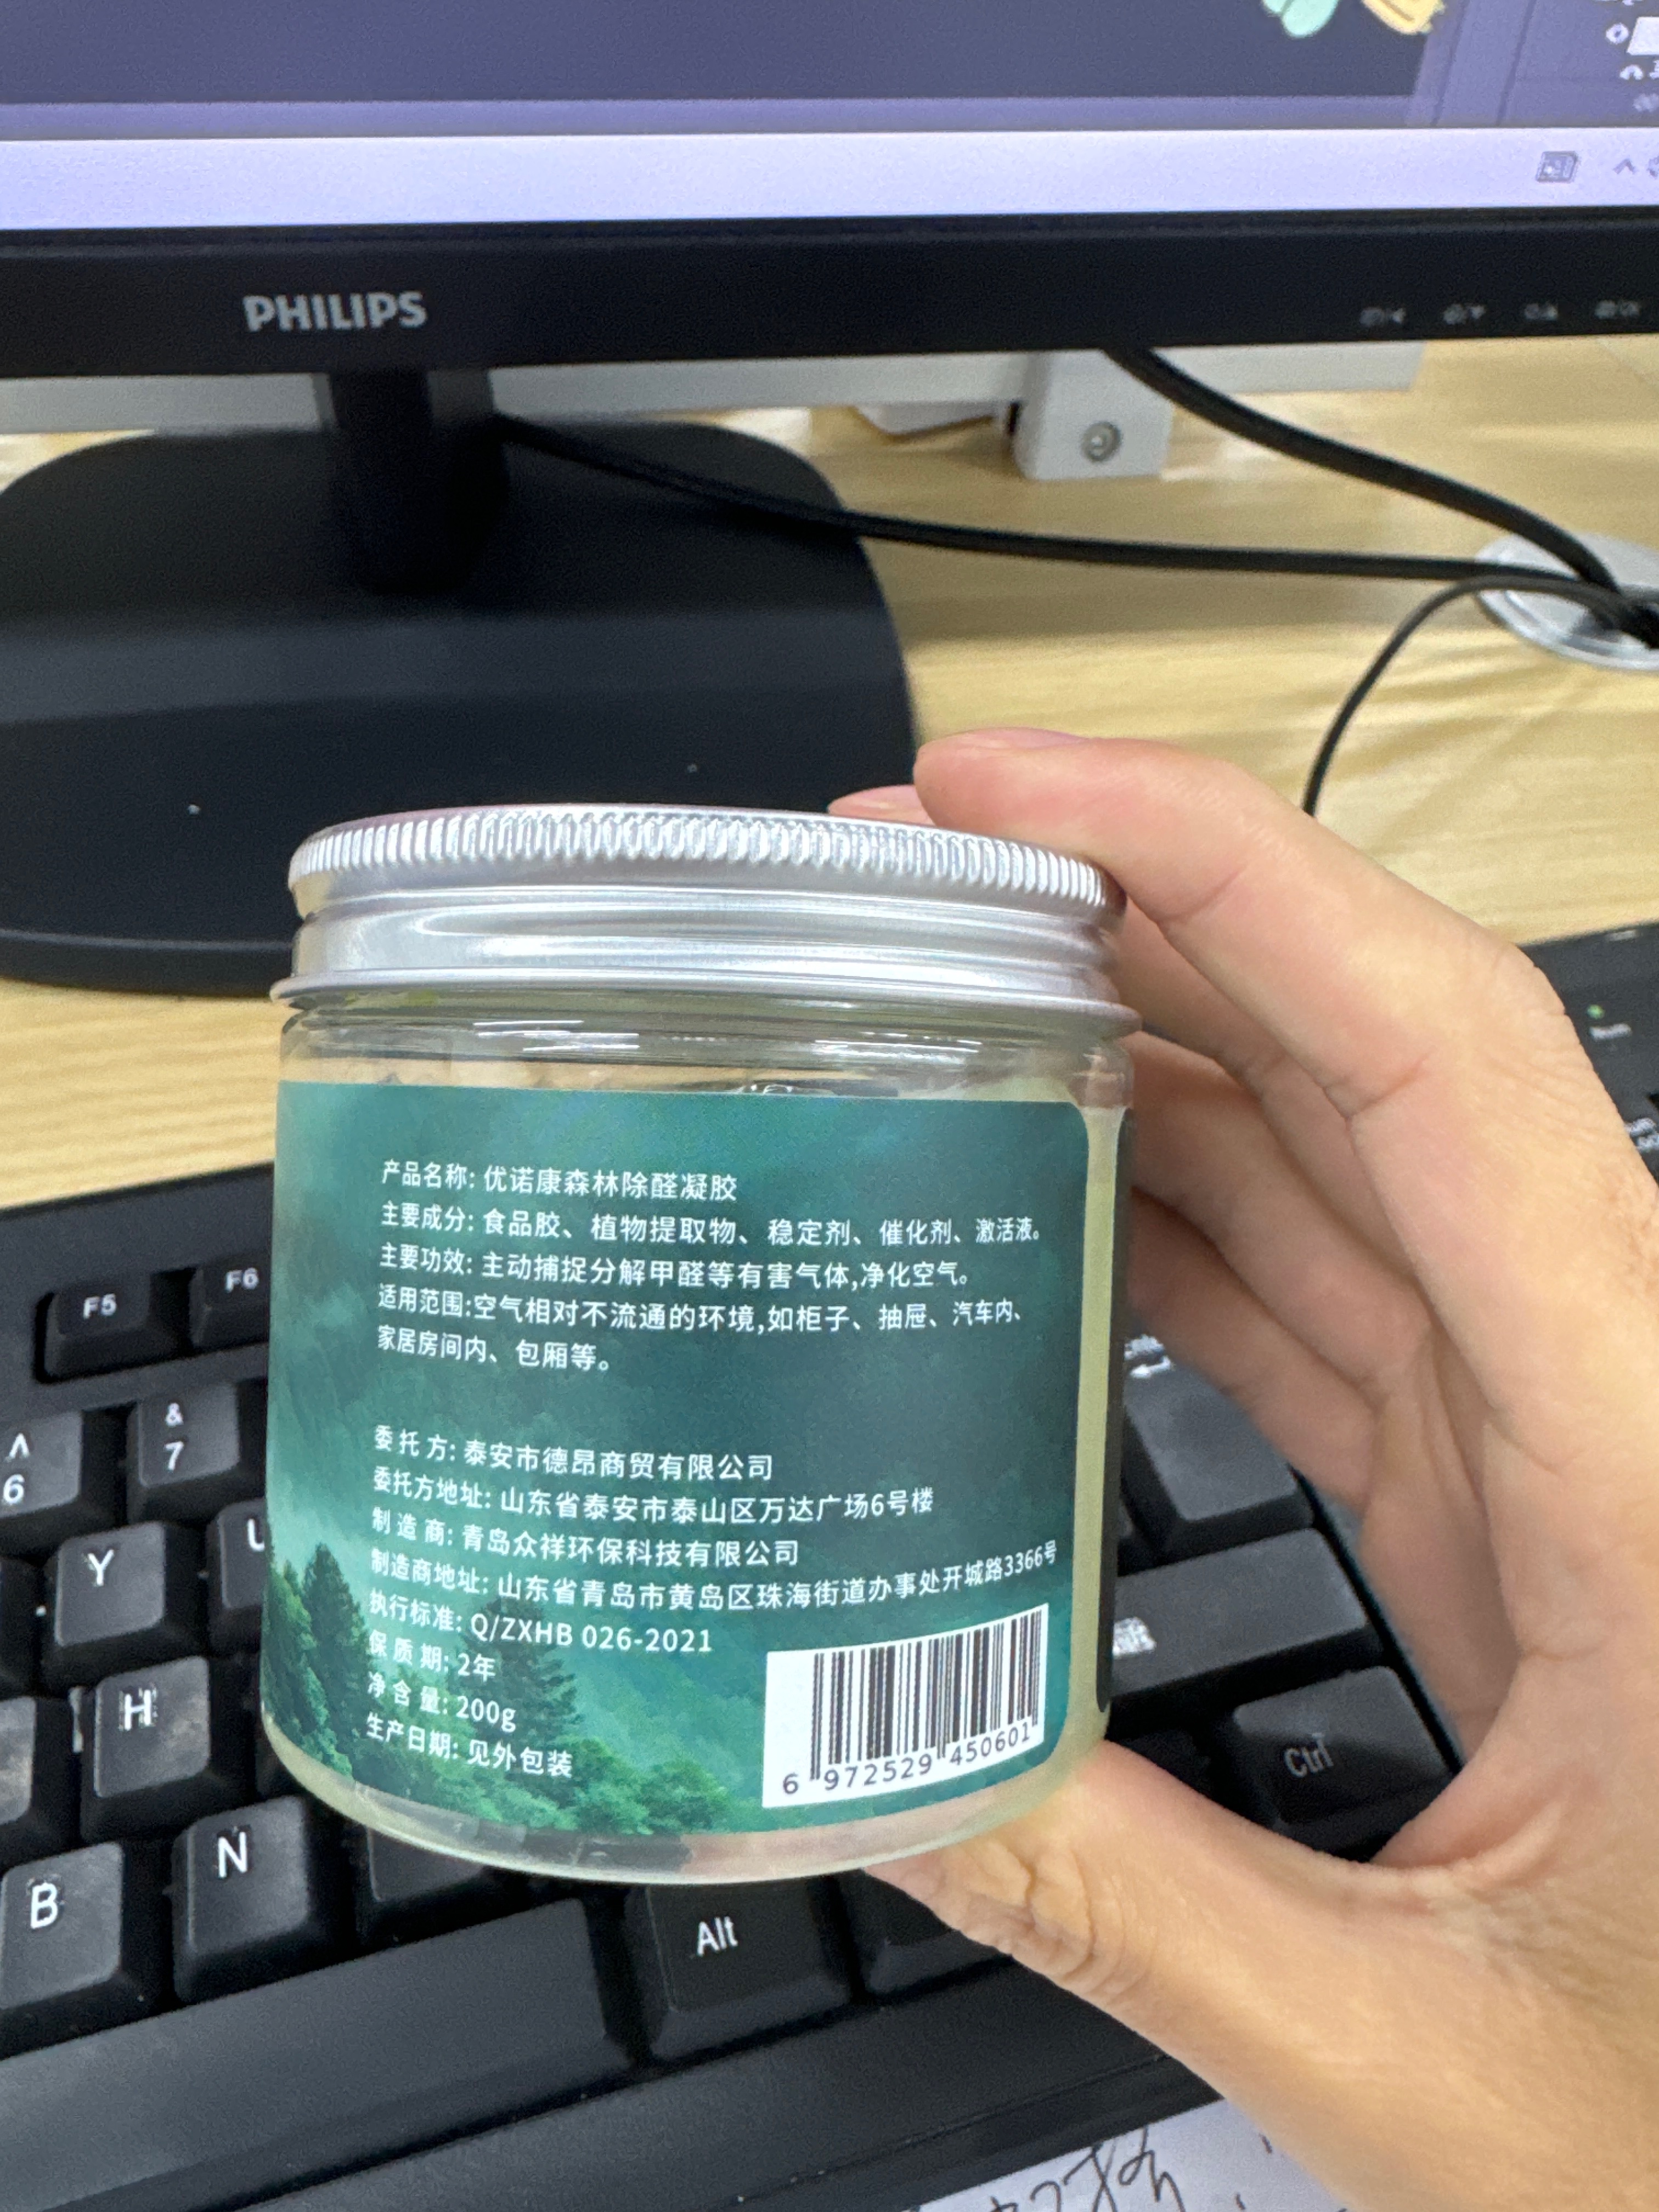 PHILIPS
产品名称: 优诺康森林除醛凝胶
主要成分: 食品胶、植物提取物、稳定剂、催化剂、激活液。
主要功效: 主动捕捉分解甲醛等有害气体,净化空气。
适用范围:空气相对不流通的环境,如柜子、抽屉、汽车内、
家居房间内、包厢等。
委 托 方: 泰安市德昂商贸有限公司
委托方地址: 山东省泰安市泰山区万达广场6号楼
制 造 商: 青岛众祥环保科技有限公司
制造商地址: 山东省青岛市黄岛区珠海街道办事处开城路3366号
执行标准: Q/ZXHB 026-2021
保 质 期: 2年
净 含 量: 200g
生产日期: 见外包装
6 972529 450601
F5
F6
^
6
&
7
Y
U
H
B
N
Alt
Ctrl
Num